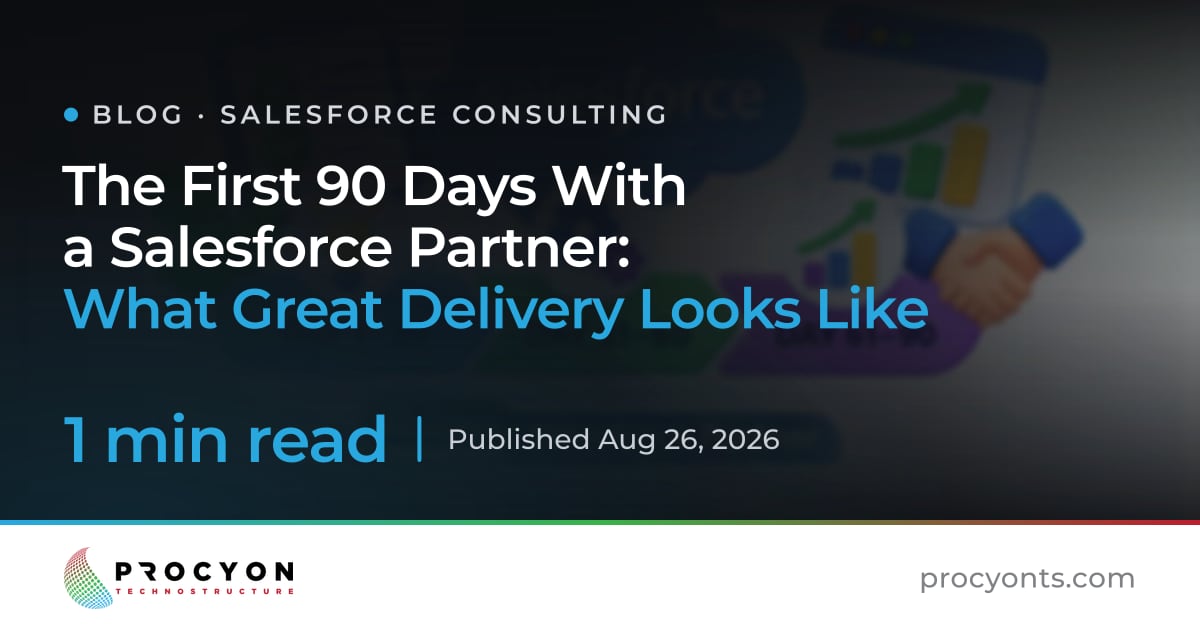 BLOG · SALESFORCE CONSULTING
The First 90 Days With
a Salesforce Partner:
What Great Delivery Looks Like
1 min read | Published Aug 26, 2026
PROCYON
TECHNOSTRUCTURE
procyonts.com